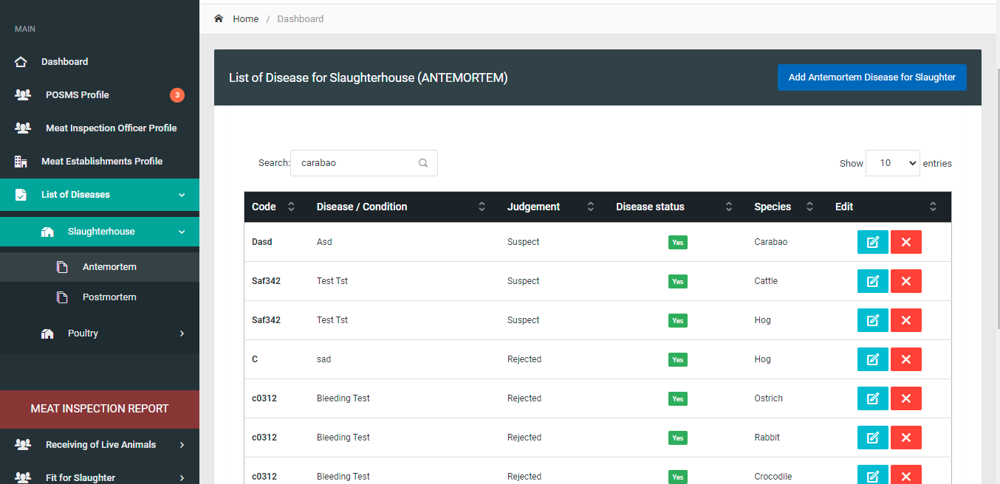 MAIN
Dashboard
POSMS Profile 3
Meat Inspection Officer Profile
Meat Establishments Profile
List of Diseases
Slaughterhouse
Antemortem
Postmortem
Poultry
MEAT INSPECTION REPORT
Receiving of Live Animals
Fit for Slaughter
Home / Dashboard
List of Disease for Slaughterhouse (ANTEMORTEM) Add Antemortem Disease for Slaughter
Search: carabao Show 10 entries
Code Disease / Condition Judgement Disease status Species Edit
Dasd Asd Suspect Yes Carabao
Saf342 Test Tst Suspect Yes Cattle
Saf342 Test Tst Suspect Yes Hog
C sad Rejected Yes Hog
c0312 Bleeding Test Rejected Yes Ostrich
c0312 Bleeding Test Rejected Yes Rabbit
c0312 Bleeding Test Rejected Yes Crocodile